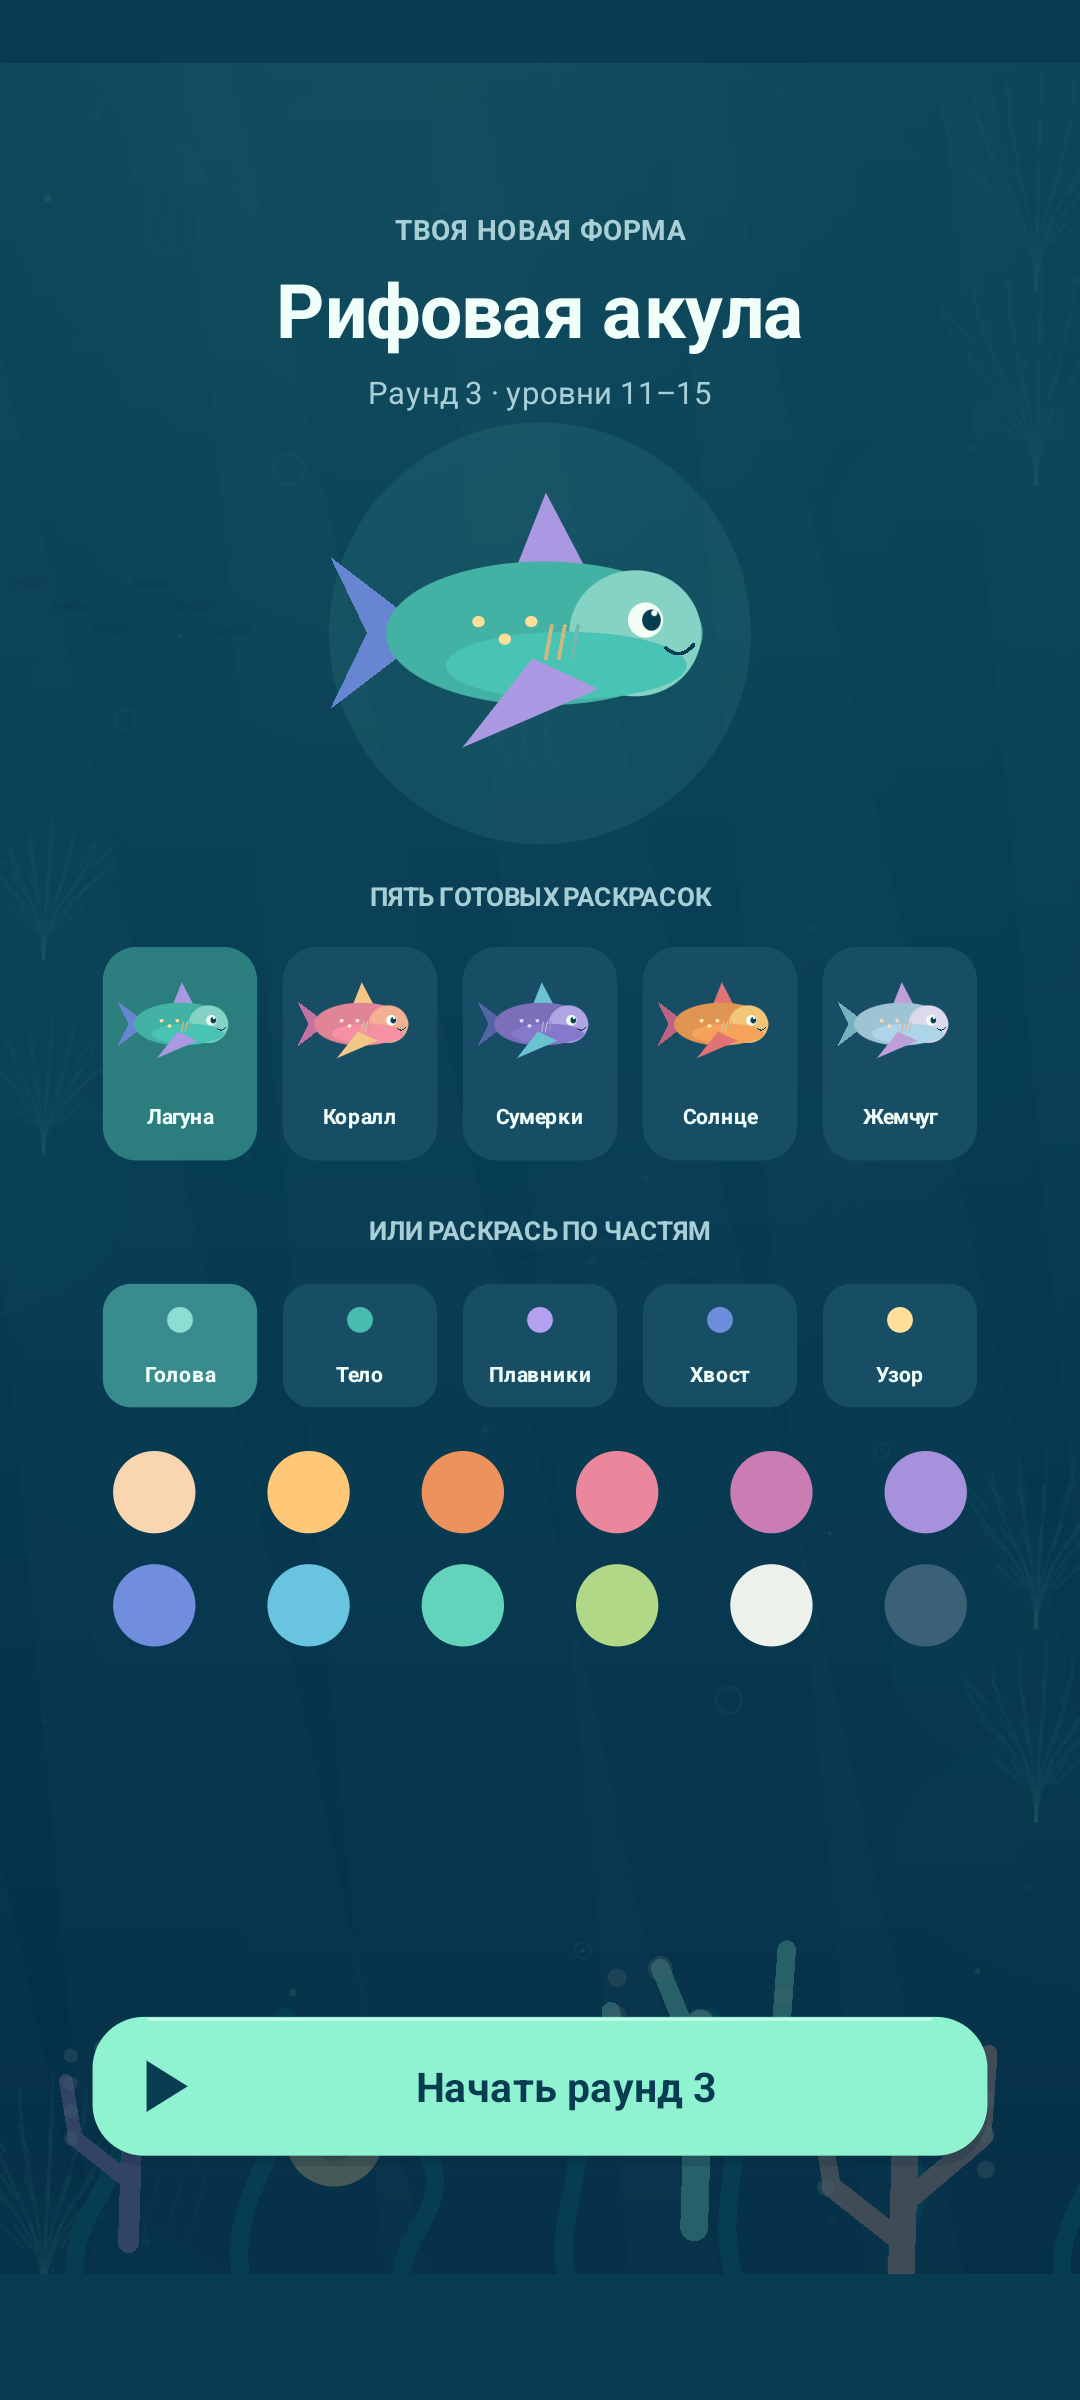 ТВОЯ НОВАЯ ФОРМА
Рифовая акула
Раунд 3 · уровни 11–15
ПЯТЬ ГОТОВЫХ РАСКРАСОК
Лагуна Коралл Сумерки Солнце Жемчуг
ИЛИ РАСКРАСЬ ПО ЧАСТЯМ
Голова Тело Плавники Хвост Узор
Начать раунд 3